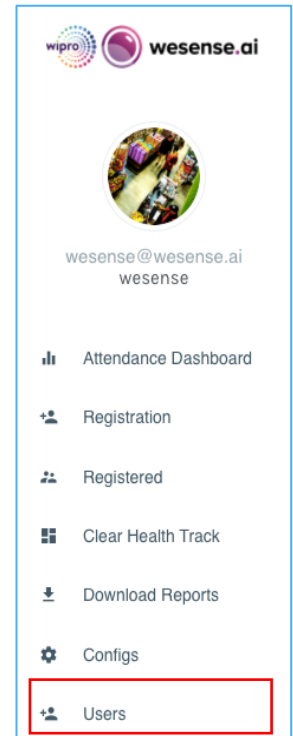 wipro wesense.ai
wesense@wesense.ai
wesense
Attendance Dashboard
Registration
Registered
Clear Health Track
Download Reports
Configs
Users